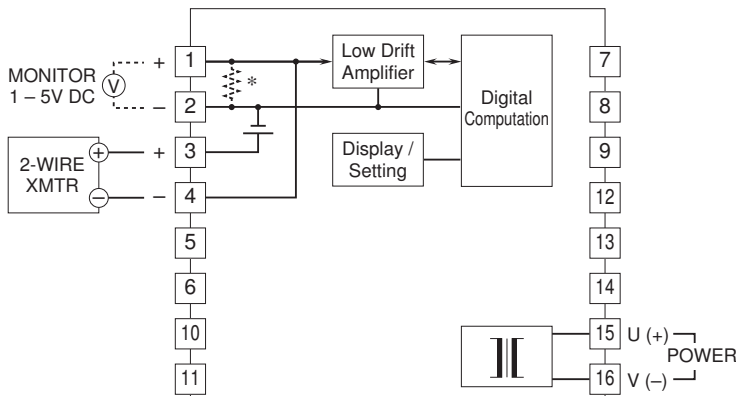 MONITOR
1 – 5V DC
V
+
–
1
2
*
Low Drift
Amplifier
Digital
Computation
Display /
Setting
2-WIRE
XMTR
+
–
+
–
3
4
5
6
10
11
7
8
9
12
13
14
15 U (+)
POWER
16 V (–)